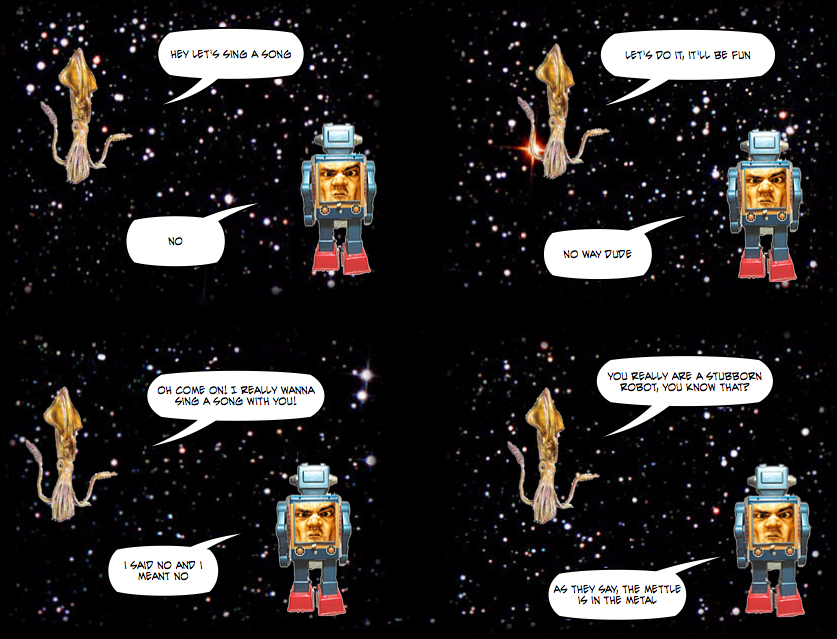 HEY LET'S SING A SONG
NO
LET'S DO IT, IT'LL BE FUN
NO WAY DUDE
OH COME ON! I REALLY WANNA
SING A SONG WITH YOU!
I SAID NO AND I
MEANT NO
YOU REALLY ARE A STUBBORN
ROBOT, YOU KNOW THAT?
AS THEY SAY, THE METTLE
IS IN THE METAL